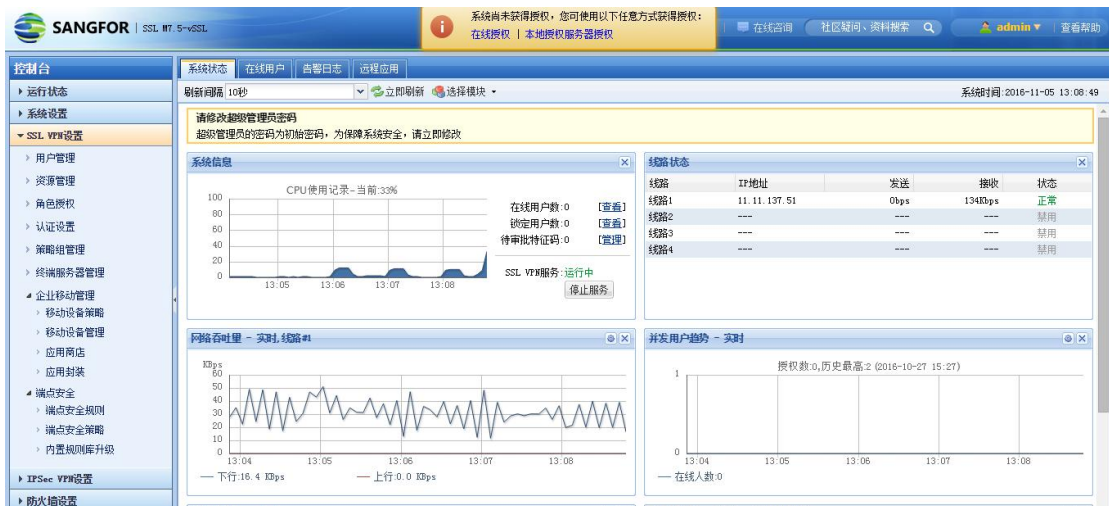 SANGFOR | SSL M7.5-vSSL
系统尚未获得授权，您可使用以下任意方式获得授权：
在线授权 | 本地授权服务器授权
在线咨询
社区疑问、资料搜索
admin
查看帮助
控制台
运行状态
系统设置
SSL VPN设置
用户管理
资源管理
角色授权
认证设置
策略组管理
终端服务器管理
企业移动管理
移动设备策略
移动设备管理
应用商店
应用封装
端点安全
端点安全规则
端点安全策略
内置规则库升级
IPSec VPN设置
防火墙设置
系统状态 在线用户 告警日志 远程应用
刷新间隔 10秒 立即刷新 选择模块
系统时间:2016-11-05 13:08:49
请修改超级管理员密码
超级管理员的密码为初始密码，为保障系统安全，请立即修改
系统信息
CPU使用记录-当前:33%
100
80
60
40
20
0
13:05 13:06 13:07 13:08
在线用户数:0 [查看]
锁定用户数:0 [查看]
待审批特征码:0 [管理]
SSL VPN服务:运行中
停止服务
线路状态
线路 IP地址 发送 接收 状态
线路1 11.11.137.51 0bps 134Kbps 正常
线路2 --- --- --- 禁用
线路3 --- --- --- 禁用
线路4 --- --- --- 禁用
网络吞吐量 - 实时,线路#1
KBps
60
50
40
30
20
10
0
13:04 13:05 13:06 13:07 13:08
下行:16.4 KBps 上行:0.0 KBps
并发用户趋势 - 实时
授权数:0,历史最高:2 (2016-10-27 15:27)
1
0
13:04 13:05 13:06 13:07 13:08
在线人数:0